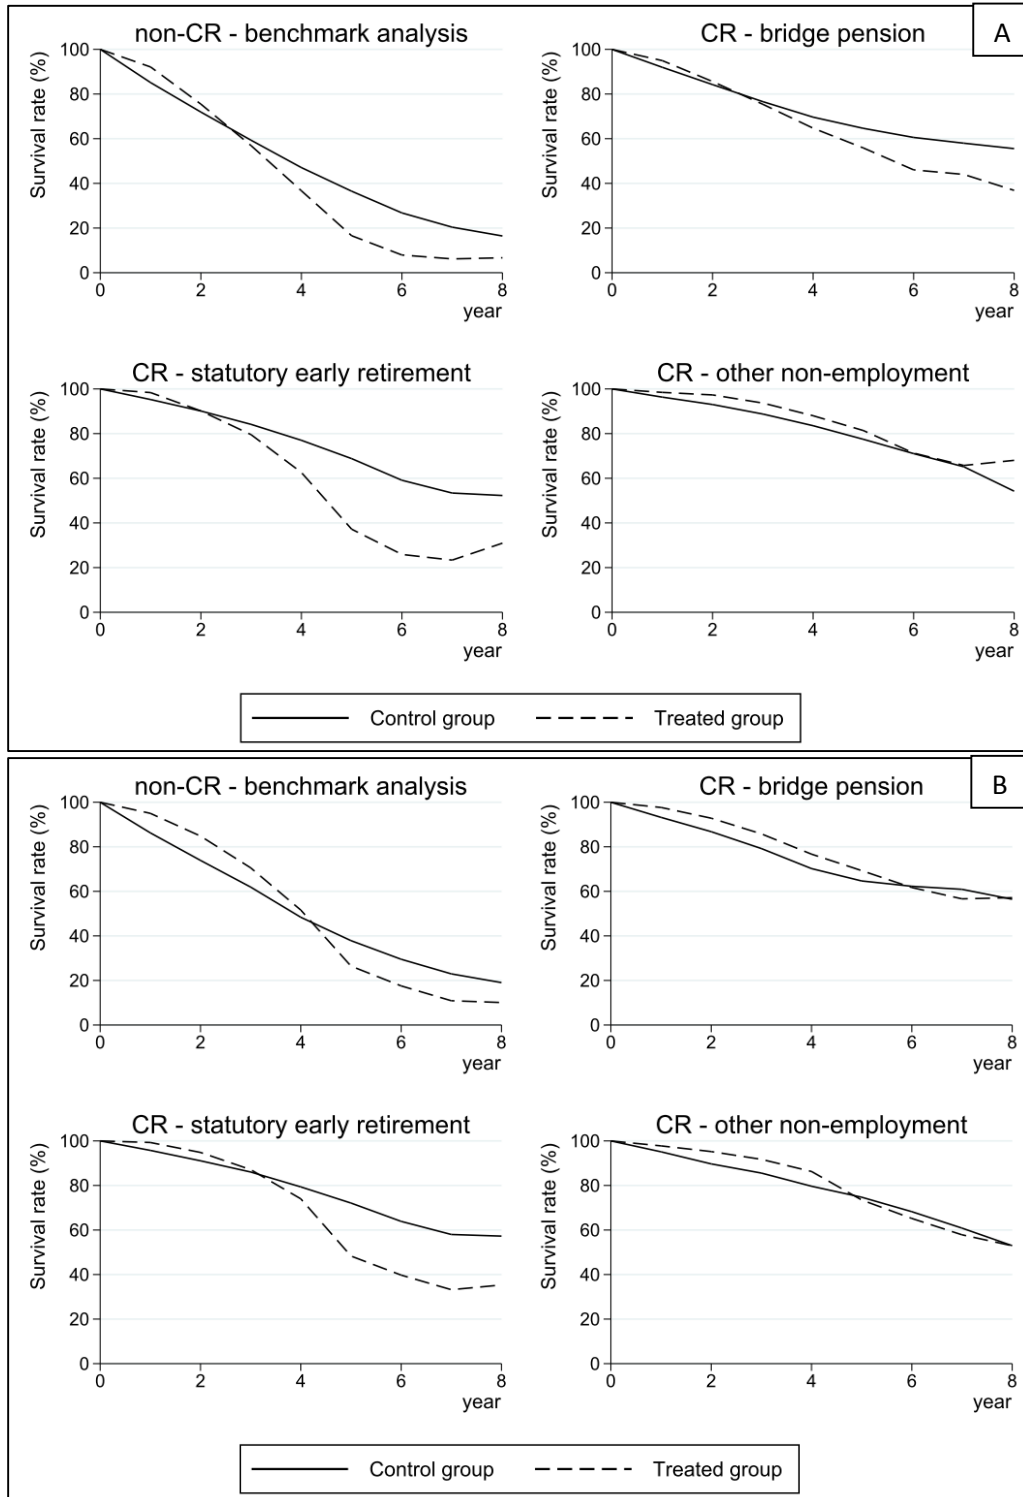 A
non-CR - benchmark analysis
Survival rate (%)
100
80
60
40
20
0
0 2 4 6 8
year
CR - bridge pension
Survival rate (%)
100
80
60
40
20
0
0 2 4 6 8
year
CR - statutory early retirement
Survival rate (%)
100
80
60
40
20
0
0 2 4 6 8
year
CR - other non-employment
Survival rate (%)
100
80
60
40
20
0
0 2 4 6 8
year
Control group Treated group
B
non-CR - benchmark analysis
Survival rate (%)
100
80
60
40
20
0
0 2 4 6 8
year
CR - bridge pension
Survival rate (%)
100
80
60
40
20
0
0 2 4 6 8
year
CR - statutory early retirement
Survival rate (%)
100
80
60
40
20
0
0 2 4 6 8
year
CR - other non-employment
Survival rate (%)
100
80
60
40
20
0
0 2 4 6 8
year
Control group Treated group